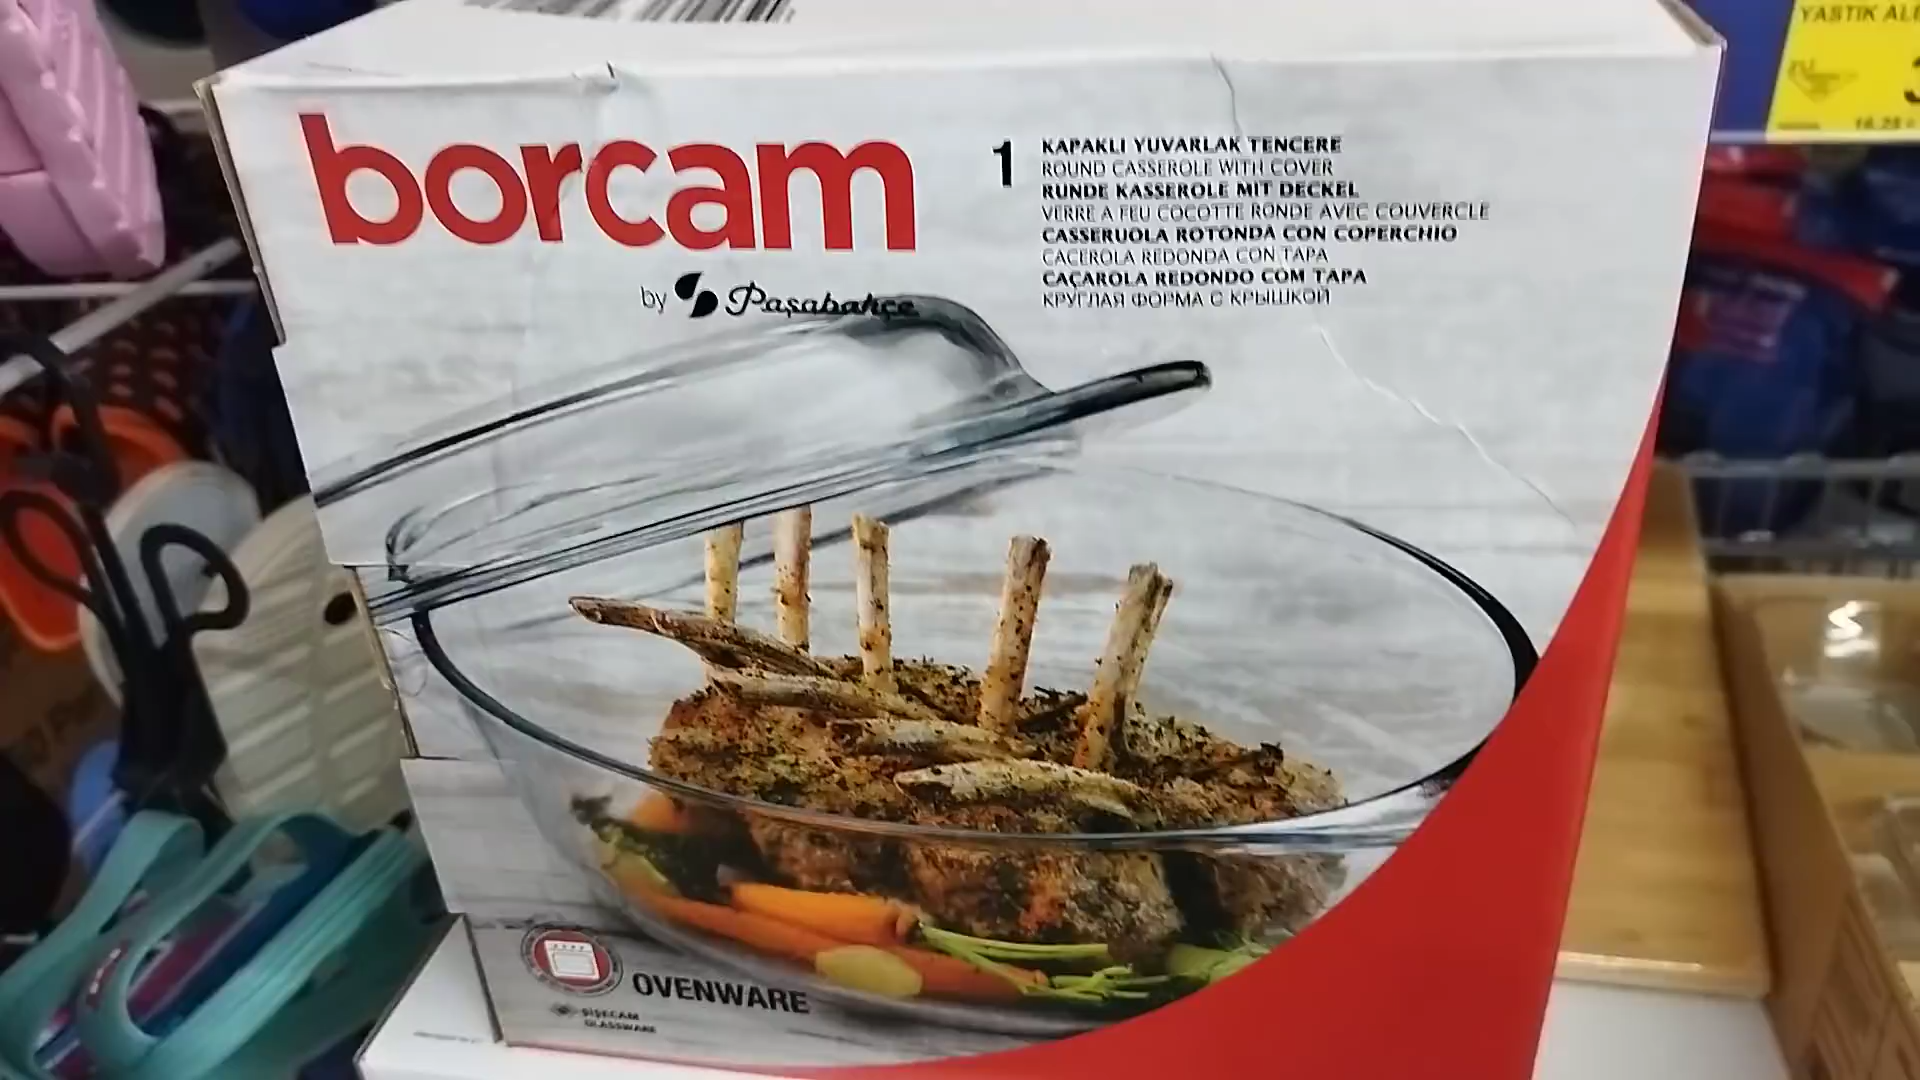 borcam
by Paşabahçe
1
KAPAKLI YUVARLAK TENCERE
ROUND CASSEROLE WITH COVER
RUNDE KASSEROLE MIT DECKEL
VERRE A FEU COCOTTE RONDE AVEC COUVERCLE
CASSERUOLA ROTONDA CON COPERCHIO
CACEROLA REDONDA CON TAPA
CAÇAROLA REDONDO COM TAPA
КРУГЛАЯ ФОРМА С КРЫШКОЙ
OVENWARE
ŞİŞECAM
GLASSWARE
YASTIK